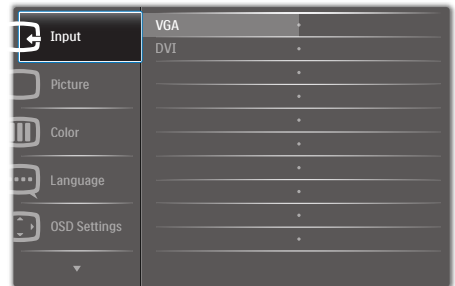 Input
Picture
Color
Language
OSD Settings
VGA
DVI